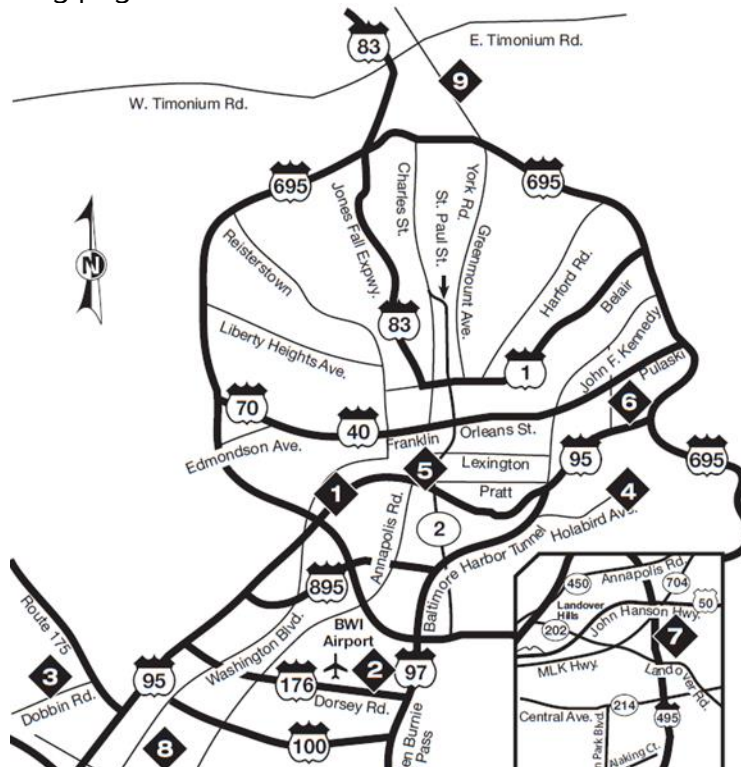 83
E. Timonium Rd.
9
W. Timonium Rd.
695
695
Jones Fall Expwy.
Charles St.
St. Paul St.
York Rd.
Greenmount Ave.
Reisterstown
Harford Rd.
Belair
N
Liberty Heights Ave.
83
John F. Kennedy
Pulaski
1
70
6
40
Orleans St.
Franklin
Edmondson Ave.
Lexington
95
695
5
1
Pratt
4
Annapolis Rd.
2
Holabird Ave.
Baltimore Harbor Tunnel
895
450
Annapolis Rd.
704
50
Landover
Hills
John Hanson Hwy.
202
7
Route 175
Washington Blvd.
BWI
Airport
2
97
MLK Hwy.
Landover Rd.
3
95
176
Dorsey Rd.
Dobbin Rd.
214
Central Ave.
495
8
100
en Burnie
Pass
n Park Blvd.